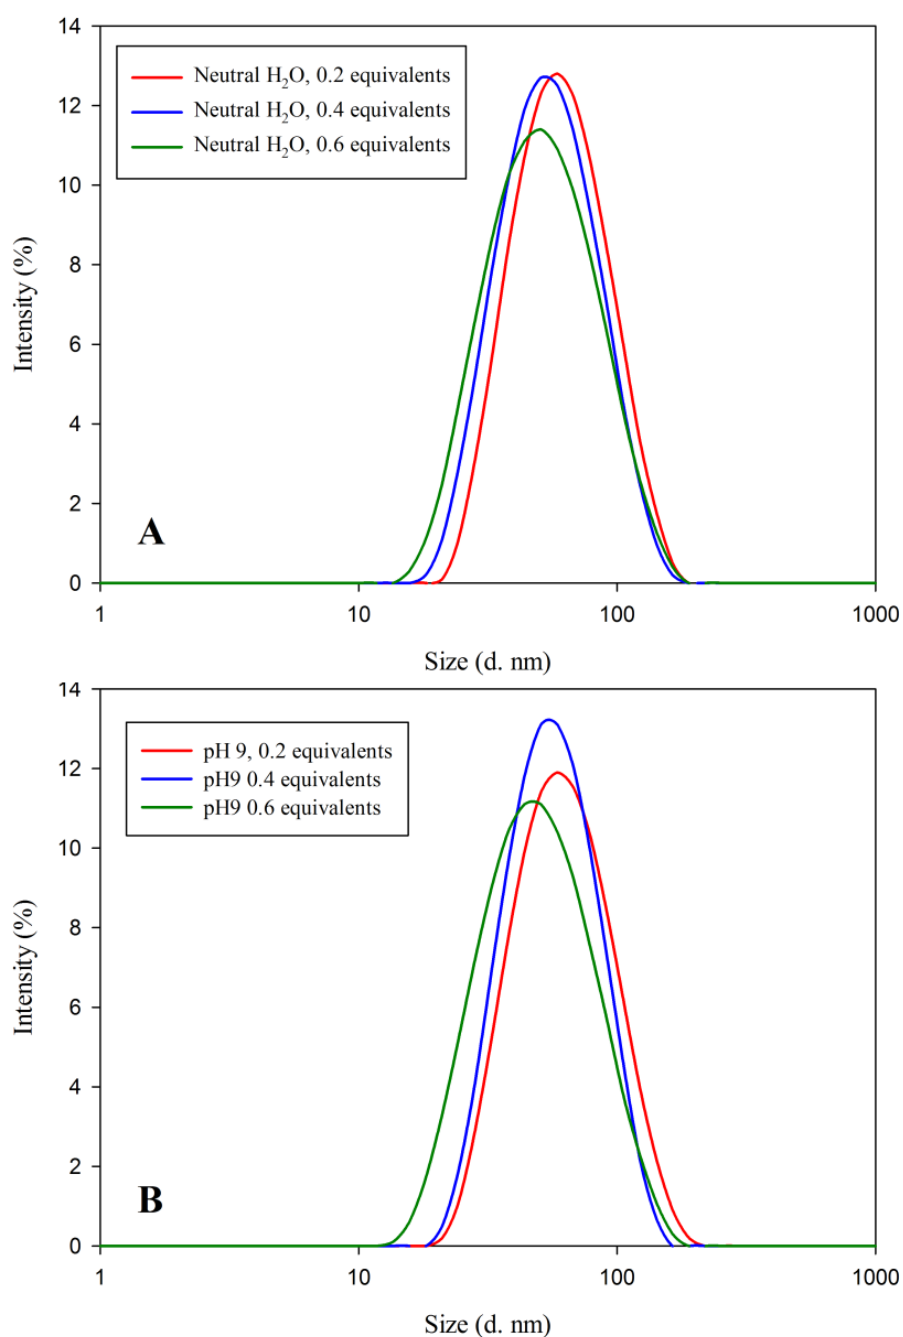 14
12
10
8
6
4
2
0
Intensity (%)
Neutral H₂O, 0.2 equivalents
Neutral H₂O, 0.4 equivalents
Neutral H₂O, 0.6 equivalents
A
1 10 100 1000
Size (d. nm)
14
12
10
8
6
4
2
0
Intensity (%)
pH 9, 0.2 equivalents
pH9 0.4 equivalents
pH9 0.6 equivalents
B
1 10 100 1000
Size (d. nm)